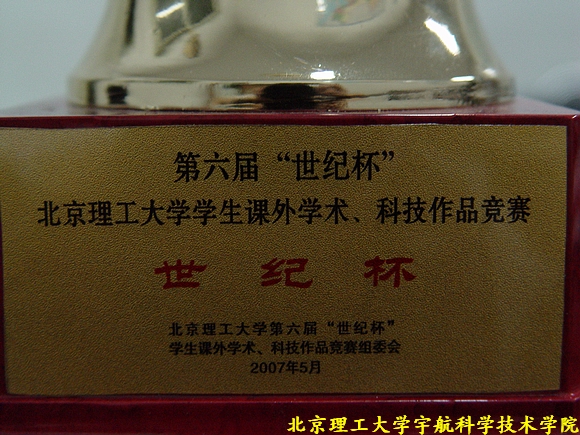 第六届“世纪杯”
北京理工大学学生课外学术、科技作品竞赛
世纪杯
北京理工大学第六届“世纪杯”
学生课外学术、科技作品竞赛组委会
2007年5月
北京理工大学宇航科学技术学院